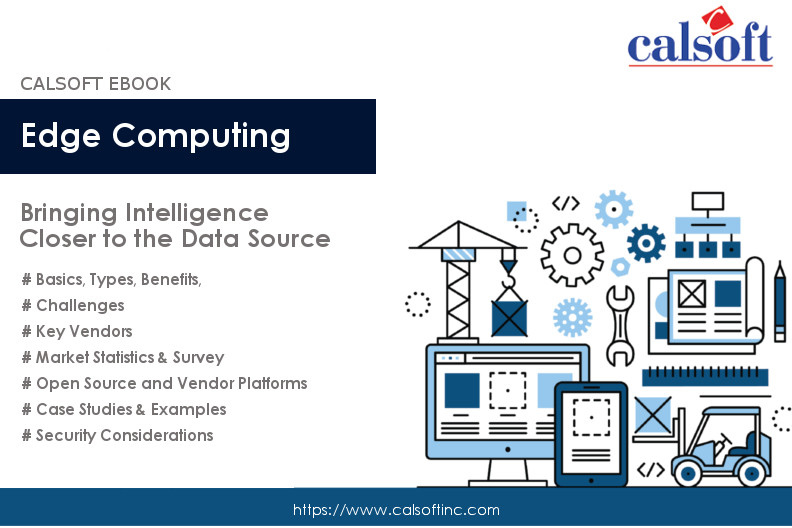 calsoft
CALSOFT EBOOK
Edge Computing
Bringing Intelligence
Closer to the Data Source
# Basics, Types, Benefits,
# Challenges
# Key Vendors
# Market Statistics & Survey
# Open Source and Vendor Platforms
# Case Studies & Examples
# Security Considerations
</>
</>
https://www.calsoftinc.com